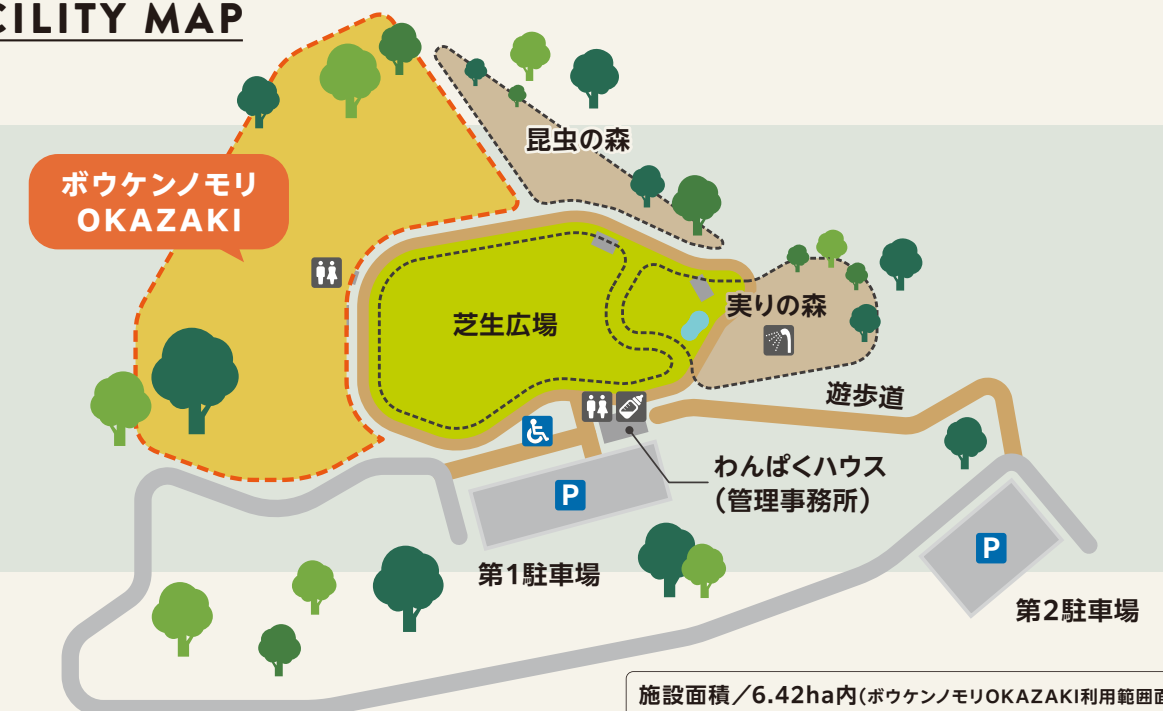 CILITY MAP
昆虫の森
ボウケンノモリ
OKAZAKI
実りの森
芝生広場
遊歩道
わんぱくハウス
（管理事務所）
P
P
第1駐車場
第2駐車場
施設面積／6.42ha内(ボウケンノモリOKAZAKI利用範囲面